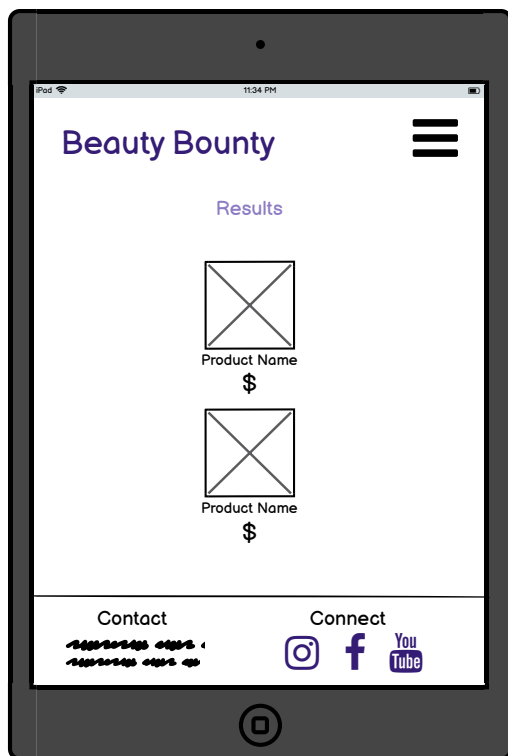 iPad
11:34 PM
Beauty Bounty
Results
Product Name
$
Product Name
$
Contact
Connect
You
Tube